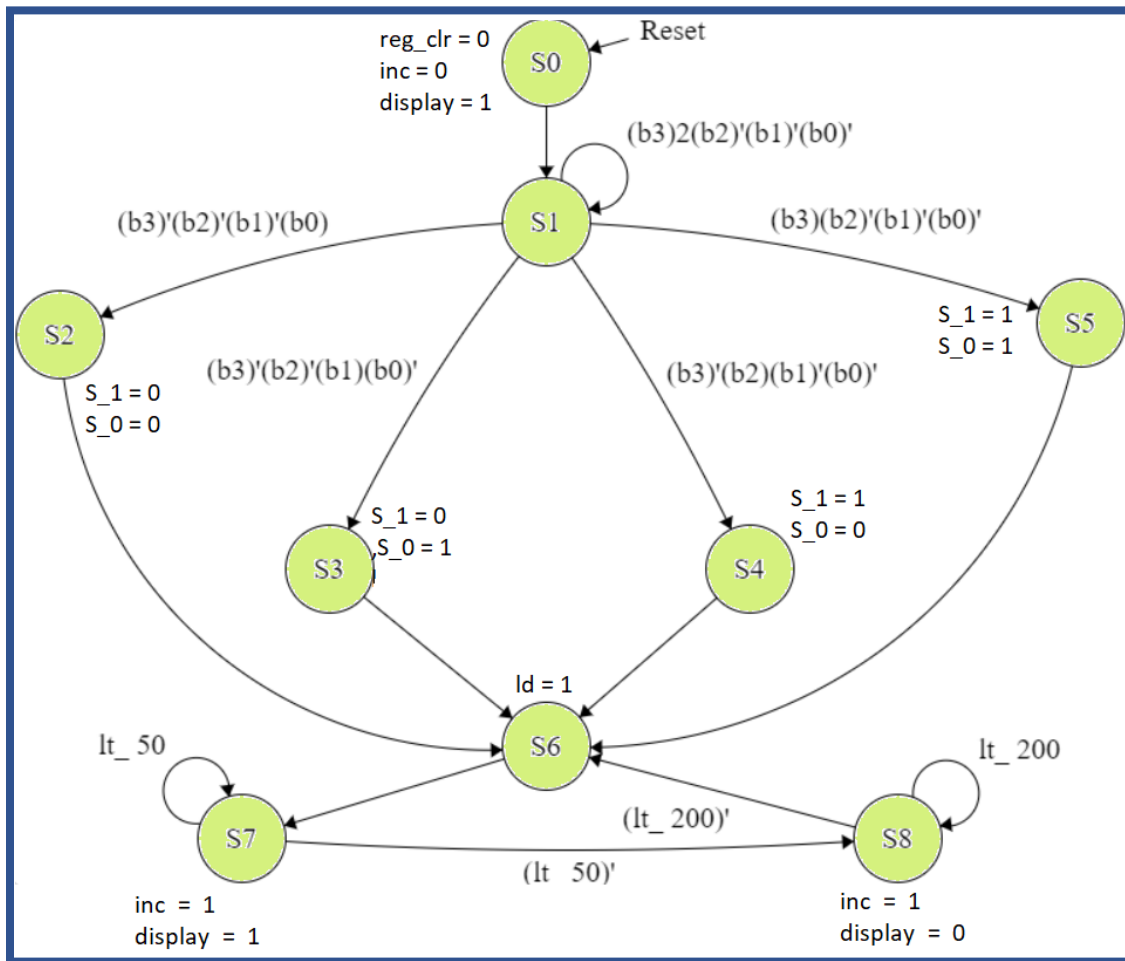 reg_clr = 0
inc = 0
display = 1
S0
Reset
(b3)2(b2)'(b1)'(b0)'
S1
(b3)'(b2)'(b1)'(b0)
(b3)(b2)'(b1)'(b0)'
S2
S_1 = 0
S_0 = 0
S_1 = 1
S_0 = 1
S5
(b3)'(b2)'(b1)(b0)'
(b3)'(b2)(b1)'(b0)'
S3
S_1 = 0
,S_0 = 1
S_1 = 1
S_0 = 0
S4
ld = 1
S6
lt_ 50
S7
(lt_ 200)'
(lt 50)'
lt_ 200
S8
inc = 1
display = 1
inc = 1
display = 0